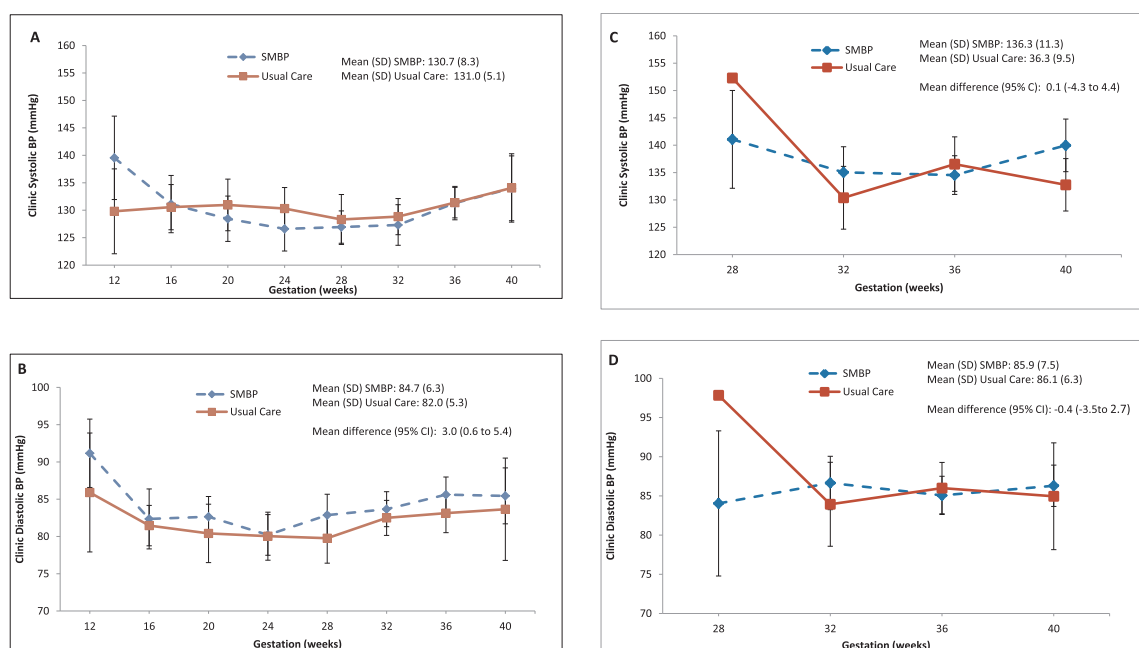 A
160
155
150
145
140
135
130
125
120
Clinic Systolic BP (mmHg)
SMBP
Usual Care
Mean (SD) SMBP: 130.7 (8.3)
Mean (SD) Usual Care: 131.0 (5.1)
12 16 20 24 28 32 36 40
Gestation (weeks)
C
160
155
150
145
140
135
130
125
120
Clinic Systolic BP (mmHg)
SMBP
Usual Care
Mean (SD) SMBP: 136.3 (11.3)
Mean (SD) Usual Care: 36.3 (9.5)
Mean difference (95% C): 0.1 (-4.3 to 4.4)
28 32 36 40
Gestation (weeks)
B
100
95
90
85
80
75
70
Clinic Diastolic BP (mmHg)
SMBP
Usual Care
Mean (SD) SMBP: 84.7 (6.3)
Mean (SD) Usual Care: 82.0 (5.3)
Mean difference (95% CI): 3.0 (0.6 to 5.4)
12 16 20 24 28 32 36 40
Gestation (weeks)
D
100
95
90
85
80
75
70
Clinic Diastolic BP (mmHg)
SMBP
Usual Care
Mean (SD) SMBP: 85.9 (7.5)
Mean (SD) Usual Care: 86.1 (6.3)
Mean difference (95% CI): -0.4 (-3.5to 2.7)
28 32 36 40
Gestation (weeks)